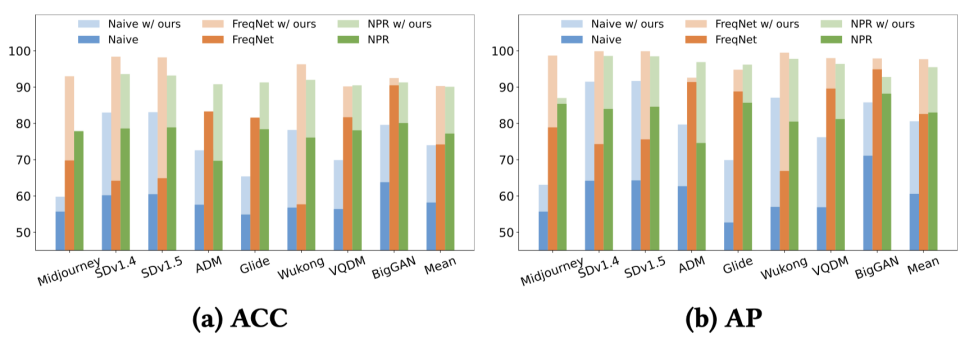 Naive w/ ours FreqNet w/ ours NPR w/ ours
Naive FreqNet NPR
100
90
80
70
60
50
Midjourney SDv1.4 SDv1.5 ADM Glide Wukong VQDM BigGAN Mean
(a) ACC
Naive w/ ours FreqNet w/ ours NPR w/ ours
Naive FreqNet NPR
100
90
80
70
60
50
Midjourney SDv1.4 SDv1.5 ADM Glide Wukong VQDM BigGAN Mean
(b) AP